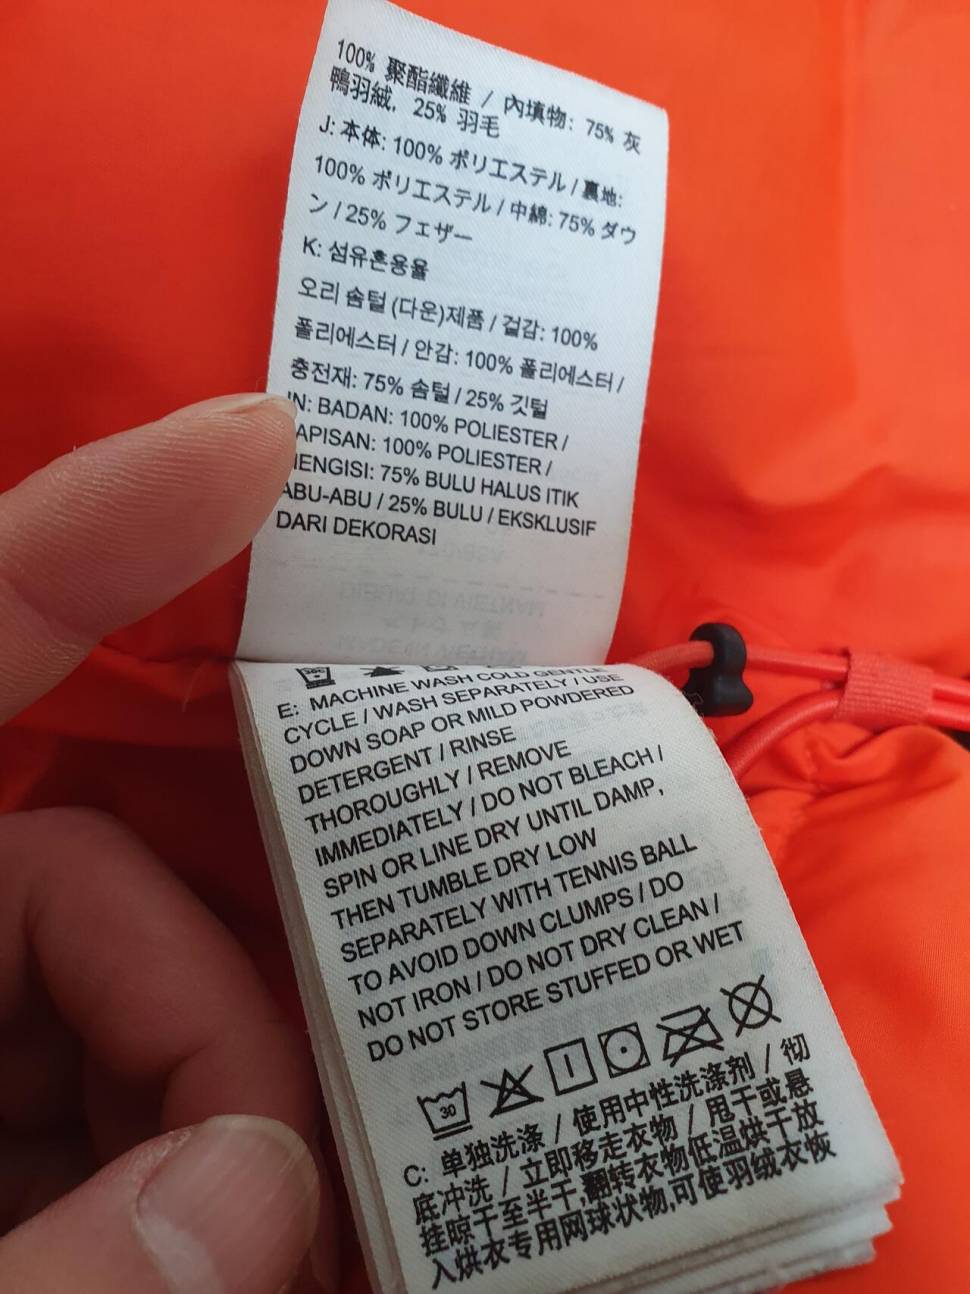 100% 聚酯纖維 / 內填物: 75% 灰
鴨羽絨, 25% 羽毛
J: 本体: 100% ポリエステル / 裏地:
100% ポリエステル / 中綿: 75% ダウ
ン / 25% フェザー
K: 섬유혼용율
오리 솜털 (다운)제품 / 겉감: 100%
폴리에스터 / 안감: 100% 폴리에스터 /
충전재: 75% 솜털 / 25% 깃털
IN: BADAN: 100% POLIESTER /
APISAN: 100% POLIESTER /
ENGISI: 75% BULU HALUS ITIK
ABU-ABU / 25% BULU / EKSKLUSIF
DARI DEKORASI
E: MACHINE WASH COLD GENTLE
CYCLE / WASH SEPARATELY / USE
DOWN SOAP OR MILD POWDERED
DETERGENT / RINSE
THOROUGHLY / REMOVE
IMMEDIATELY / DO NOT BLEACH /
SPIN OR LINE DRY UNTIL DAMP,
THEN TUMBLE DRY LOW
SEPARATELY WITH TENNIS BALL
TO AVOID DOWN CLUMPS / DO
NOT IRON / DO NOT DRY CLEAN /
DO NOT STORE STUFFED OR WET
30
C: 单独洗涤 / 使用中性洗涤剂 / 彻
底冲洗 / 立即移走衣物 / 甩干或悬
挂晾干至半干,翻转衣物低温烘干放
入烘衣专用网球状物,可使羽绒衣恢